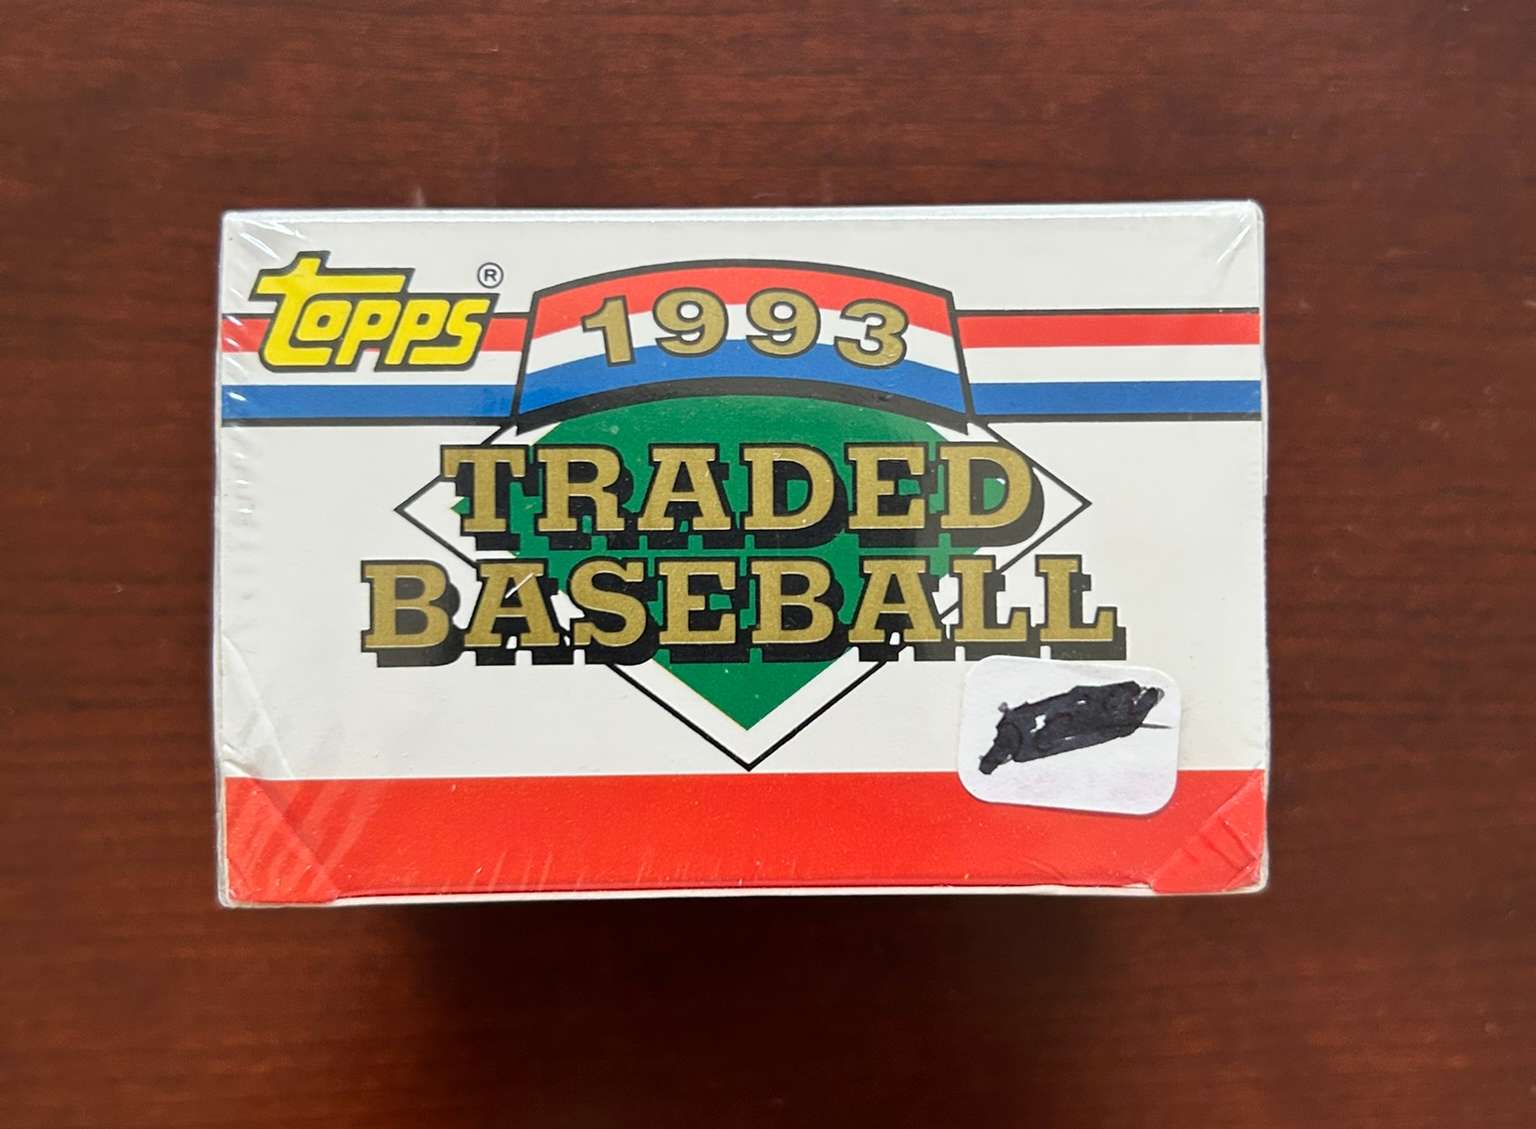 Topps®
1993
TRADED
BASEBALL